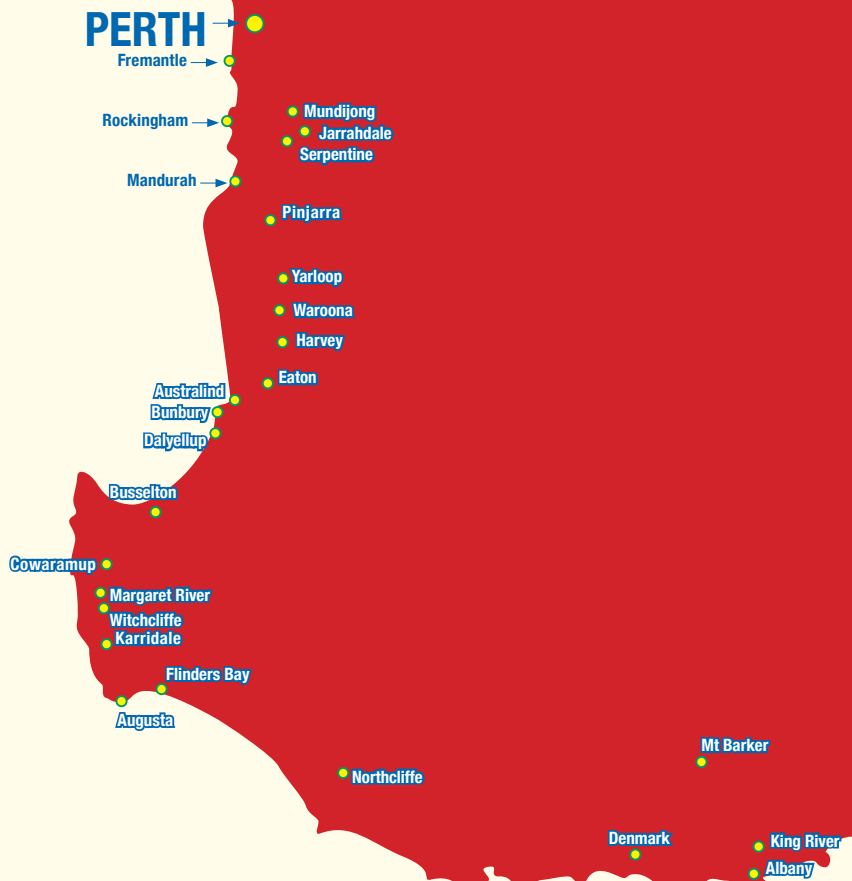 PERTH
Fremantle
Mundijong
Rockingham
Jarrahdale
Serpentine
Mandurah
Pinjarra
Yarloop
Waroona
Harvey
Eaton
Australind
Bunbury
Dalyellup
Busselton
Cowaramup
Margaret River
Witchcliffe
Karridale
Flinders Bay
Augusta
Mt Barker
Northcliffe
Denmark
King River
Albany